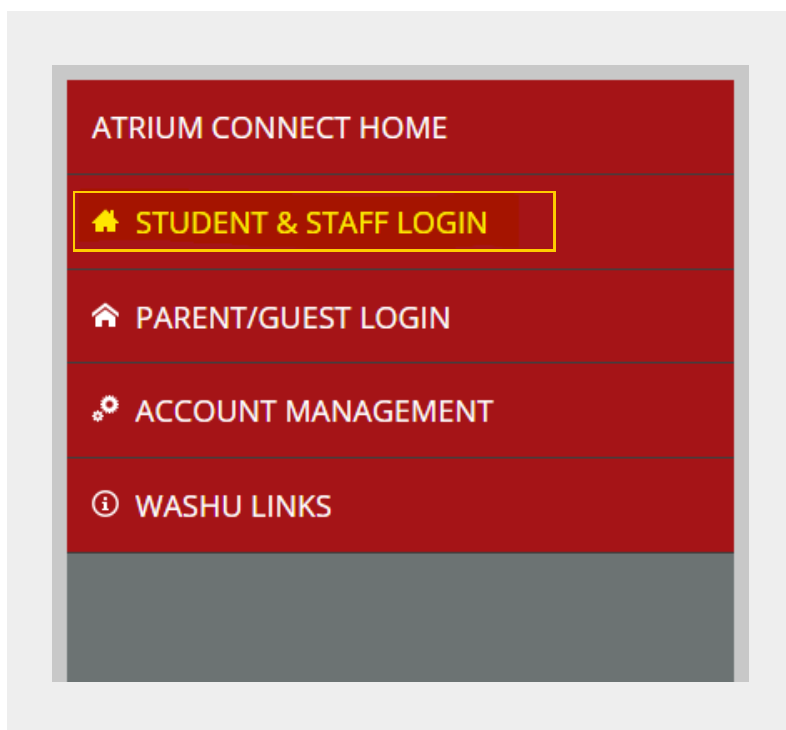 ATRIUM CONNECT HOME
STUDENT & STAFF LOGIN
PARENT/GUEST LOGIN
ACCOUNT MANAGEMENT
WASHU LINKS